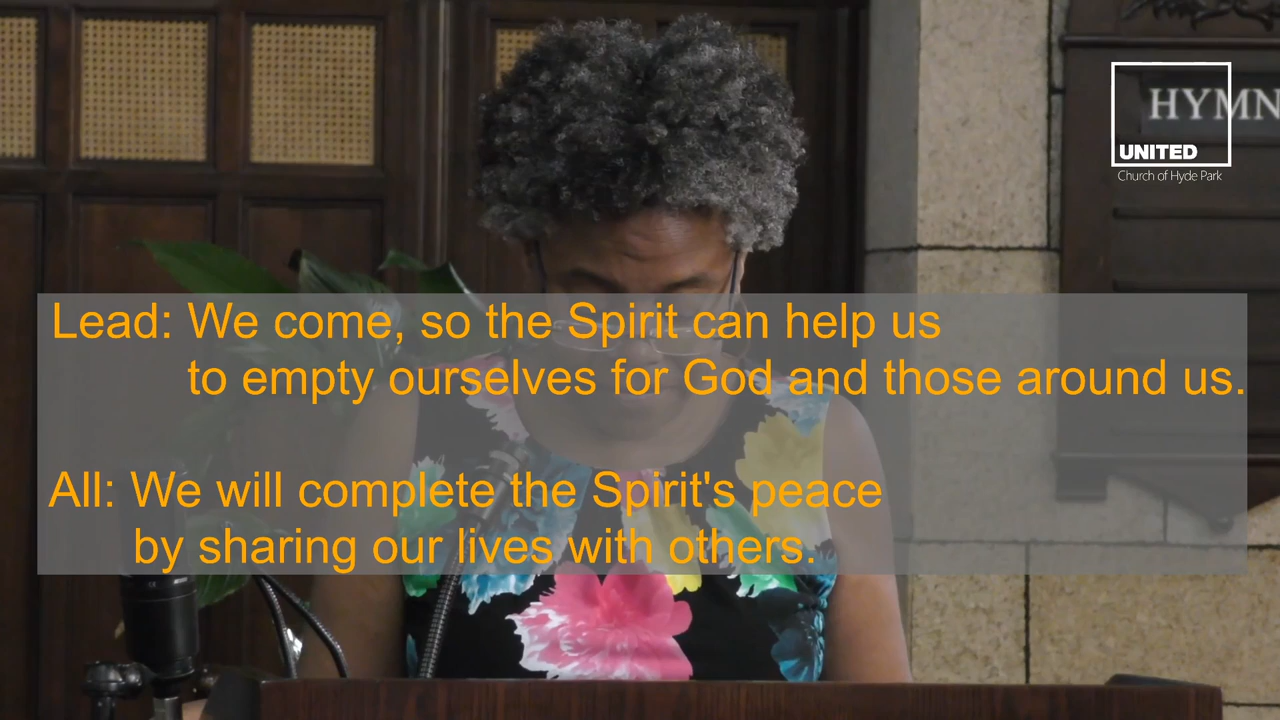 HYMN
UNITED
Church of Hyde Park
Lead: We come, so the Spirit can help us
to empty ourselves for God and those around us.
All: We will complete the Spirit's peace
by sharing our lives with others.